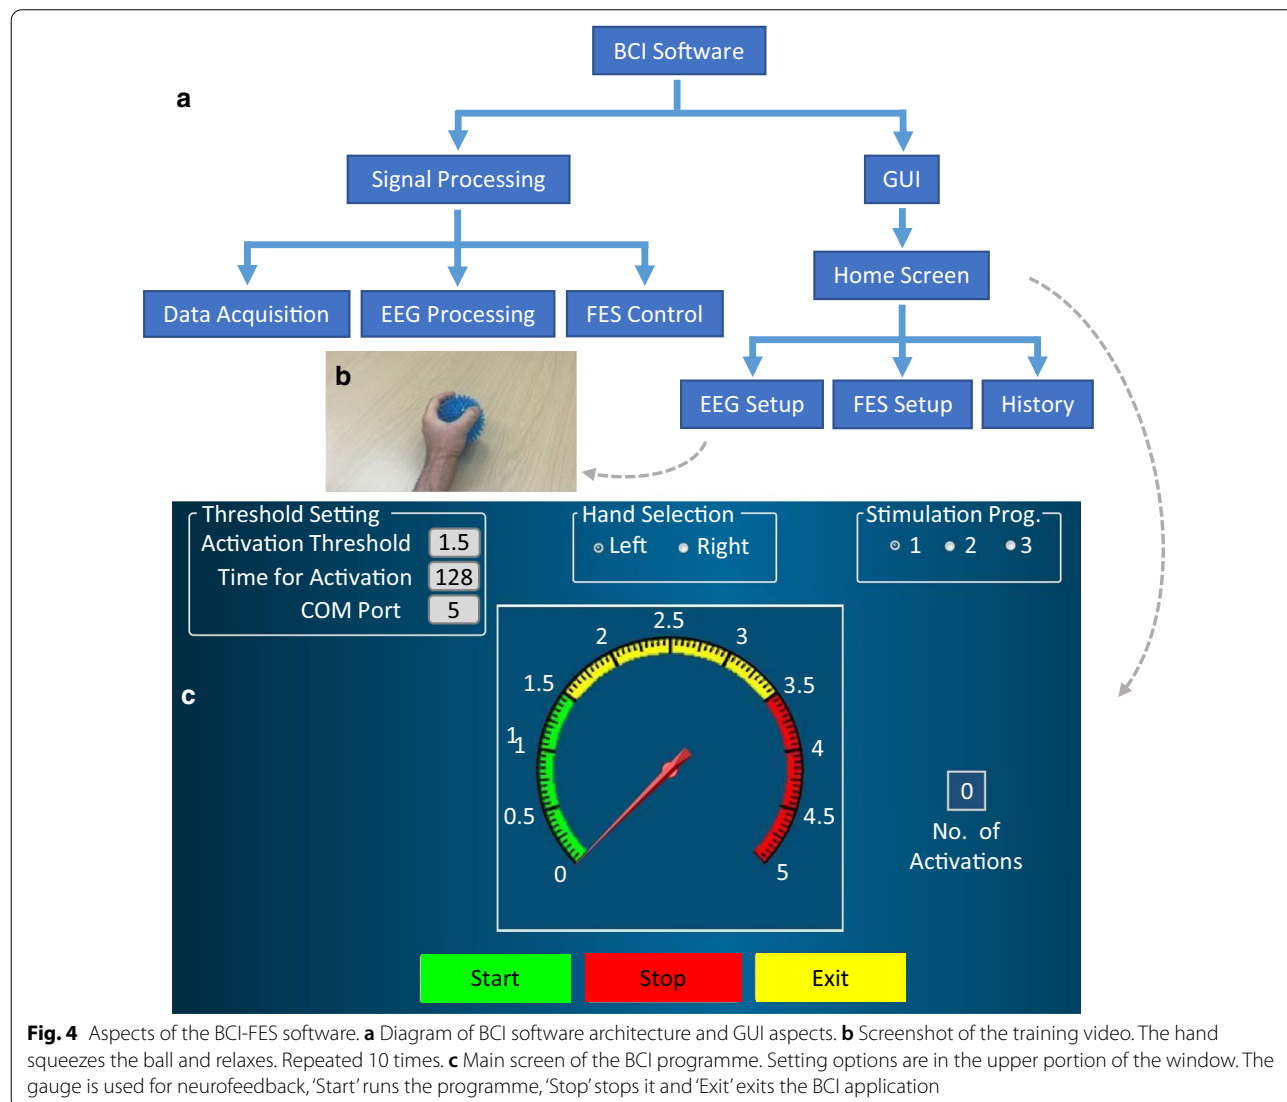 BCI Software
a
Signal Processing
GUI
Home Screen
Data Acquisition
EEG Processing
FES Control
b
EEG Setup
FES Setup
History
Threshold Setting
Activation Threshold 1.5
Time for Activation 128
COM Port 5
Hand Selection
Left Right
Stimulation Prog.
1 2 3
c
0
0.5
1
1
1.5
2
2.5
3
3.5
4
4.5
5
0
No. of
Activations
Start
Stop
Exit
Fig. 4 Aspects of the BCI-FES software. a Diagram of BCI software architecture and GUI aspects. b Screenshot of the training video. The hand
squeezes the ball and relaxes. Repeated 10 times. c Main screen of the BCI programme. Setting options are in the upper portion of the window. The
gauge is used for neurofeedback, ‘Start’ runs the programme, ‘Stop’ stops it and ‘Exit’ exits the BCI application